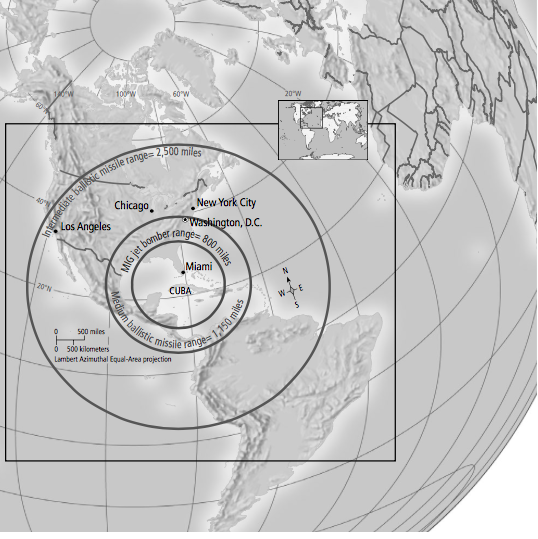 140°W
100°W
60°W
20°W
60°N
Intermediate ballistic missile range= 2,500 miles
40°N
Chicago
New York City
Washington, D.C.
Los Angeles
MIG jet bomber range= 800 miles
Miami
CUBA
20°N
N
W
E
S
Medium ballistic missile range= 1,150 miles
0 500 miles
0 500 kilometers
Lambert Azimuthal Equal-Area projection